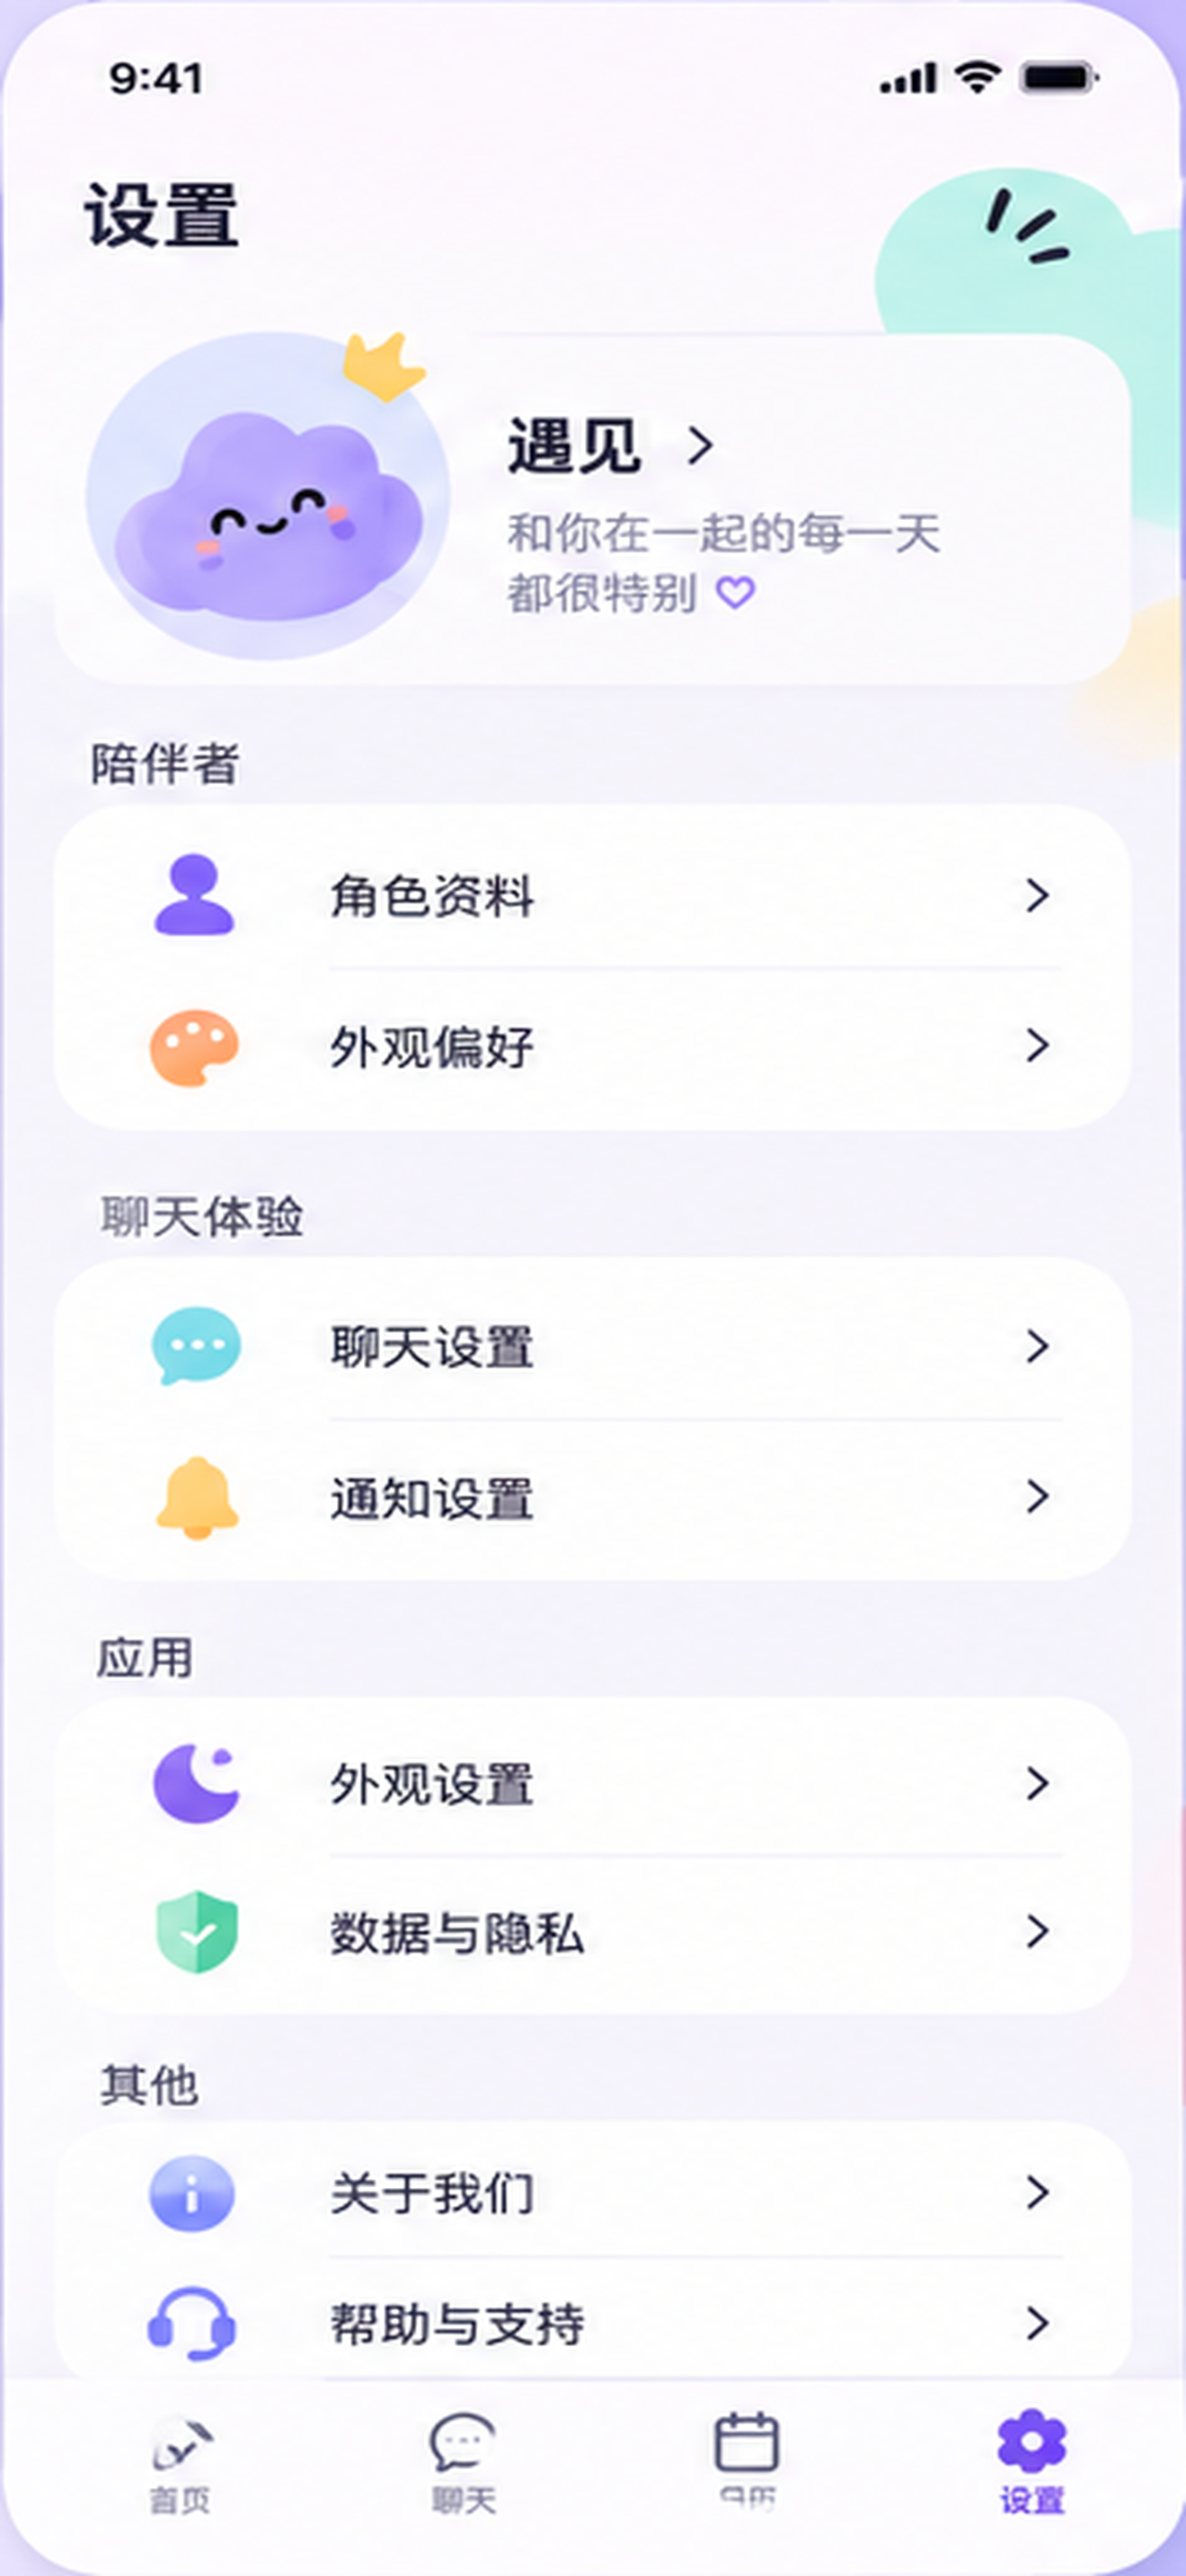 9:41
设置
遇见
和你在一起的每一天
都很特别
陪伴者
角色资料
外观偏好
聊天体验
聊天设置
通知设置
应用
外观设置
数据与隐私
其他
关于我们
帮助与支持
首页
聊天
设置